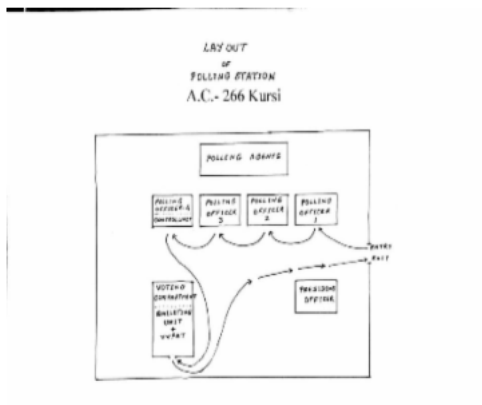 LAY OUT
OF
POLLING STATION
A.C.- 266 Kursi
POLLING AGENTS
POLLING
OFFICER-4
CONTROL UNIT
POLLING
OFFICER
3
POLLING
OFFICER
2
POLLING
OFFICER
1
ENTRY
EXIT
VOTING
COMPARTMENT
BALLOTING
UNIT
+
VVPAT
PRESIDING
OFFICER